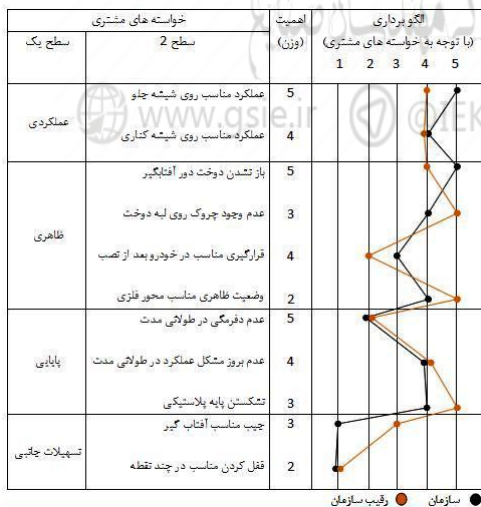 خواسته های مشتری
اهمیت (وزن)
الگو برداری
(با توجه به خواسته های مشتری)
سطح یک
سطح 2
1 2 3 4 5
عملکردی
عملکرد مناسب روی شیشه جلو 5
عملکرد مناسب روی شیشه کناری 4
ظاهری
باز نشدن دوخت دور آفتابگیر 5
عدم وجود چروک روی لبه دوخت 3
قرارگیری مناسب در خودرو بعد از نصب 4
وضعیت ظاهری مناسب محور فلزی 2
پایایی
عدم دفرمگی در طولانی مدت 5
عدم بروز مشکل عملکرد در طولانی مدت 4
نشکستن پایه پلاستیکی 3
تسهیلات جانبی
جیب مناسب آفتاب گیر 3
قفل کردن مناسب در چند نقطه 2
سازمان
رقیب سازمان
www.qsie.ir
@IEK